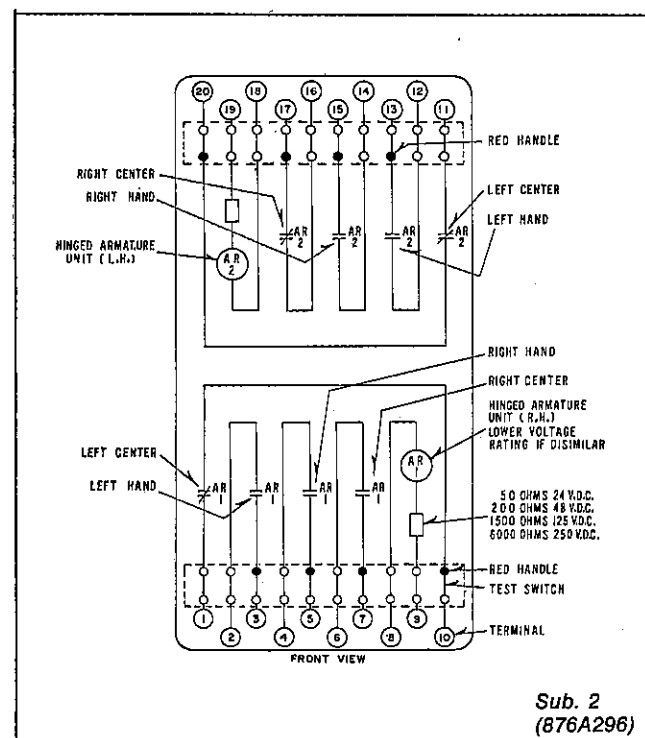 20 19 18 17 16 15 14 13 12 11
RED HANDLE
RIGHT CENTER
RIGHT HAND
LEFT CENTER
LEFT HAND
HINGED ARMATURE
UNIT (L.H.)
AR
2
AR
2
AR
2
AR
2
AR
2
RIGHT HAND
RIGHT CENTER
HINGED ARMATURE
UNIT (R.H.)
LOWER VOLTAGE
RATING IF DISIMILAR
LEFT CENTER
LEFT HAND
AR
1
AR
1
AR
1
AR
1
AR
1
50 OHMS 24 V.D.C.
200 OHMS 48 V.D.C.
1500 OHMS 125 V.D.C.
6000 OHMS 250 V.D.C.
RED HANDLE
TEST SWITCH
1 2 3 4 5 6 7 8 9 10
TERMINAL
FRONT VIEW
Sub. 2
(876A296)